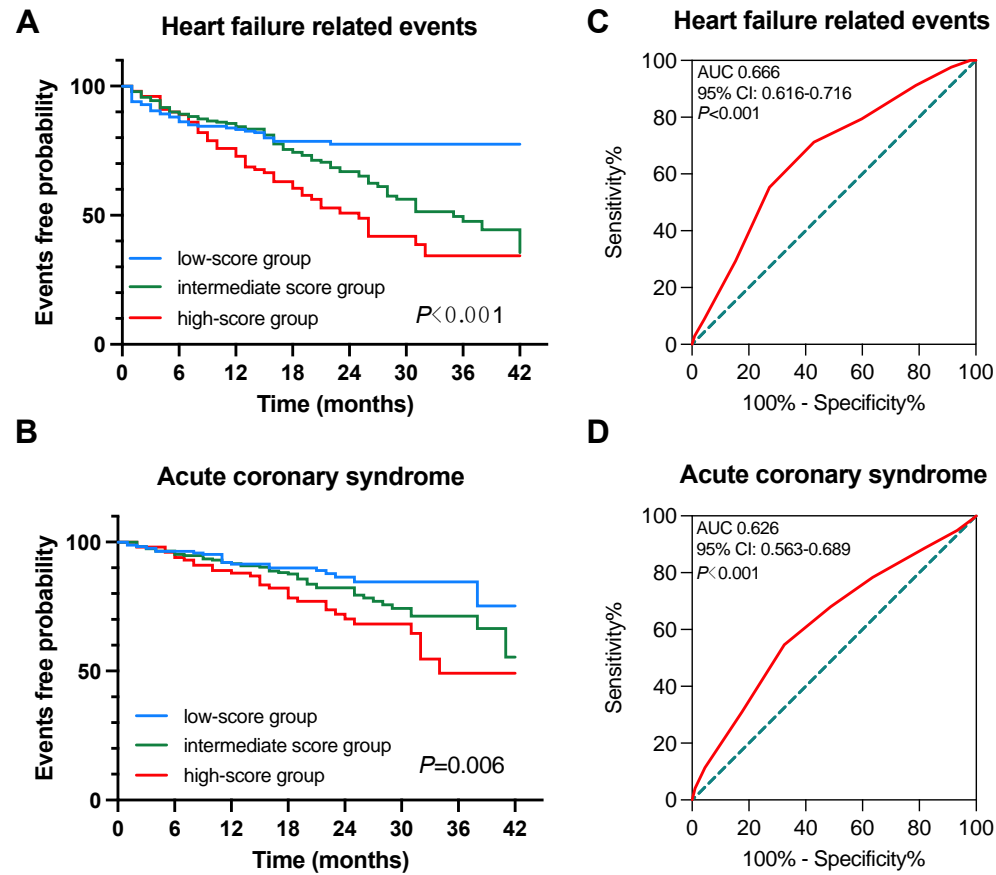 A
Heart failure related events
100
50
0
Events free probability
low-score group
intermediate score group
high-score group
P<0.001
0 6 12 18 24 30 36 42
Time (months)
B
Acute coronary syndrome
100
50
0
Events free probability
low-score group
intermediate score group
high-score group
P=0.006
0 6 12 18 24 30 36 42
Time (months)
C
Heart failure related events
100
80
60
40
20
0
Sensitivity%
AUC 0.666
95% CI: 0.616-0.716
P<0.001
0 20 40 60 80 100
100% - Specificity%
D
Acute coronary syndrome
100
80
60
40
20
0
Sensitivity%
AUC 0.626
95% CI: 0.563-0.689
P<0.001
0 20 40 60 80 100
100% - Specificity%